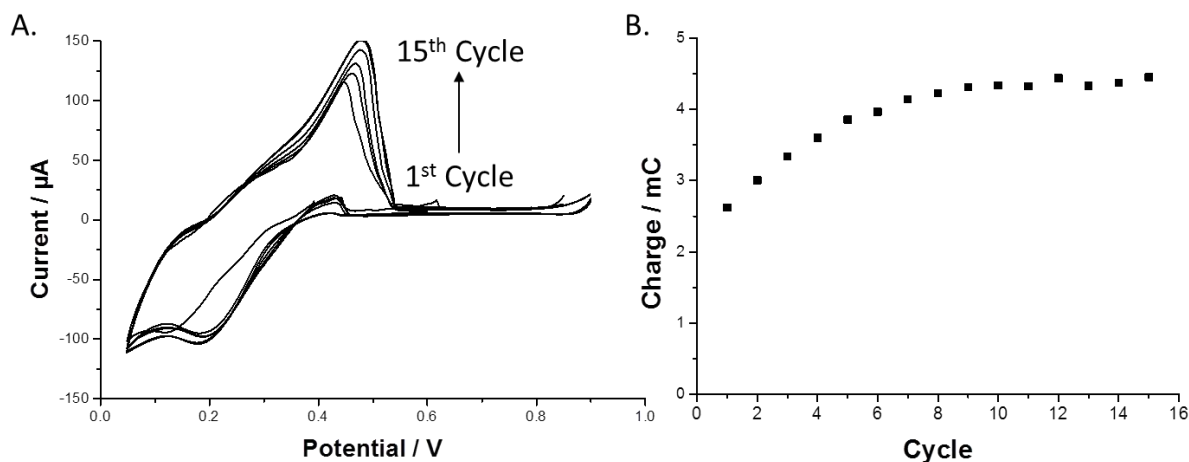 A.
150
100
50
0
-50
-100
-150
Current / µA
15th Cycle
1st Cycle
0.0 0.2 0.4 0.6 0.8 1.0
Potential / V
B.
5
4
3
2
1
0
Charge / mC
0 2 4 6 8 10 12 14 16
Cycle